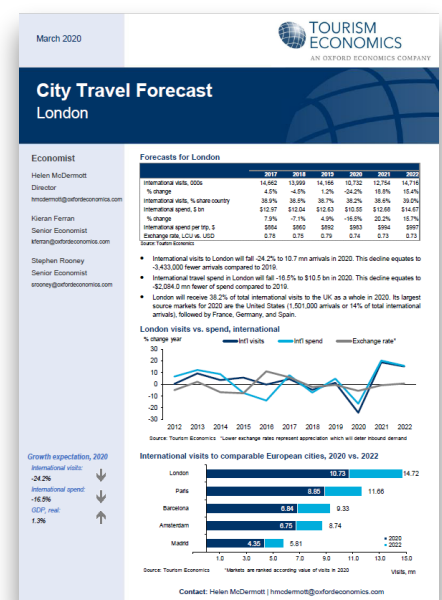 March 2020
TOURISM
ECONOMICS
AN OXFORD ECONOMICS COMPANY
City Travel Forecast
London
Economist
Helen McDermott
Director
hmcdermott@oxfordeconomics.com
Kieran Ferran
Senior Economist
kferran@oxfordeconomics.com
Stephen Rooney
Senior Economist
srooney@oxfordeconomics.com
Growth expectation, 2020
International visits:
-24.2%
International spend:
-16.5%
GDP, real:
1.3%
Forecasts for London
2017 2018 2019 2020 2021 2022
International visits, 000s 14,662 13,999 14,166 10,732 12,754 14,716
% change 4.5% -4.5% 1.2% -24.2% 18.8% 15.4%
International visits, % share country 38.9% 38.5% 38.7% 38.2% 38.6% 39.0%
International spend, $ bn $12.97 $12.04 $12.63 $10.55 $12.68 $14.67
% change 7.9% -7.1% 4.9% -16.5% 20.2% 15.7%
International spend per trip, $ $884 $860 $892 $983 $994 $997
Exchange rate, LCU vs. USD 0.78 0.75 0.79 0.74 0.73 0.73
Source: Tourism Economics
• International visits to London will fall -24.2% to 10.7 mn arrivals in 2020. This decline equates to
-3,433,000 fewer arrivals compared to 2019.
• International travel spend in London will fall -16.5% to $10.5 bn in 2020. This decline equates to
-$2,084.0 mn fewer of spend compared to 2019.
• London will receive 38.2% of total international visits to the UK as a whole in 2020. Its largest
source markets for 2020 are the United States (1,501,000 arrivals or 14% of total international
arrivals), followed by France, Germany, and Spain.
London visits vs. spend, international
% change year
Int'l visits Int'l spend Exchange rate*
30
20
10
0
-10
-20
-30
2012 2013 2014 2015 2016 2017 2018 2019 2020 2021 2022
Source: Tourism Economics *Lower exchange rates represent appreciation which will deter inbound demand
International visits to comparable European cities, 2020 vs. 2022
London 10.73 14.72
Paris 8.85 11.66
Barcelona 6.84 9.33
Amsterdam 6.75 8.74
Madrid 4.35 5.81
2020
2022
1.0 3.0 5.0 7.0 9.0 11.0 13.0 15.0
Source: Tourism Economics *Markets are ranked according value of visits in 2020 Visits, mn
Contact: Helen McDermott | hmcdermott@oxfordeconomics.com